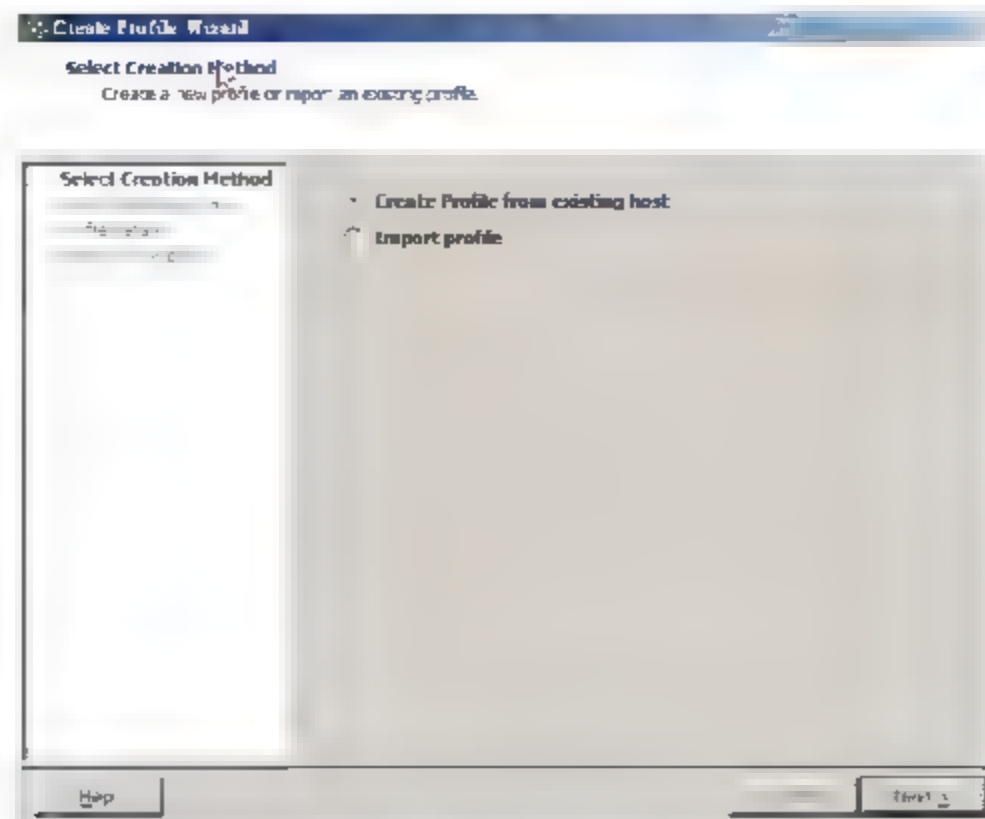 Create Profile Wizard
Select Creation Method
Create a new profile or import an existing profile.
Select Creation Method
Create Profile from existing host
Import profile
Help
Next >